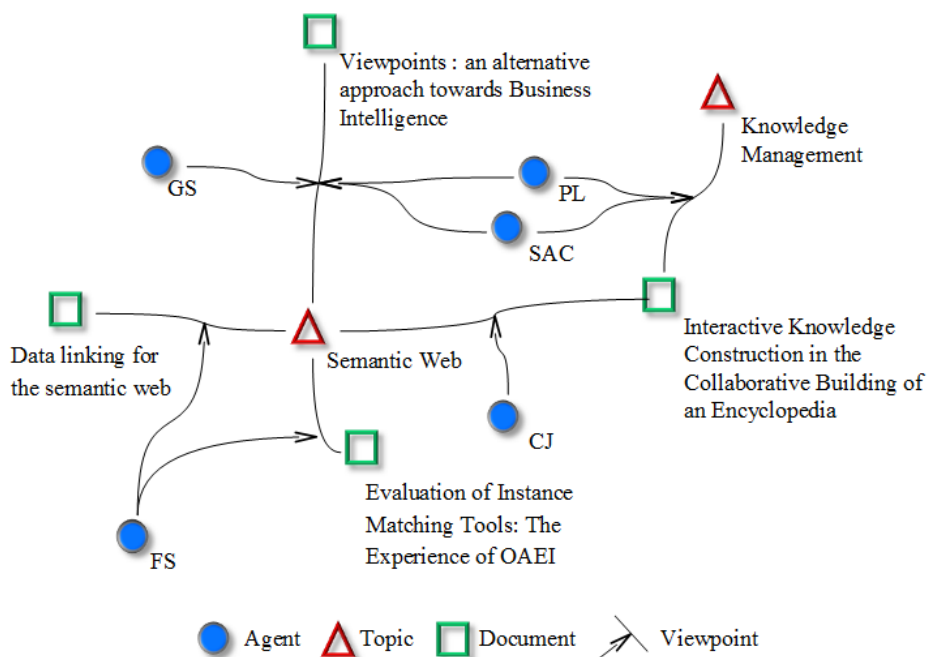 Viewpoints : an alternative
approach towards Business
Intelligence
Knowledge
Management
GS
PL
SAC
Data linking for
the semantic web
Semantic Web
Interactive Knowledge
Construction in the
Collaborative Building of
an Encyclopedia
CJ
Evaluation of Instance
Matching Tools: The
Experience of OAEI
FS
Agent
Topic
Document
Viewpoint